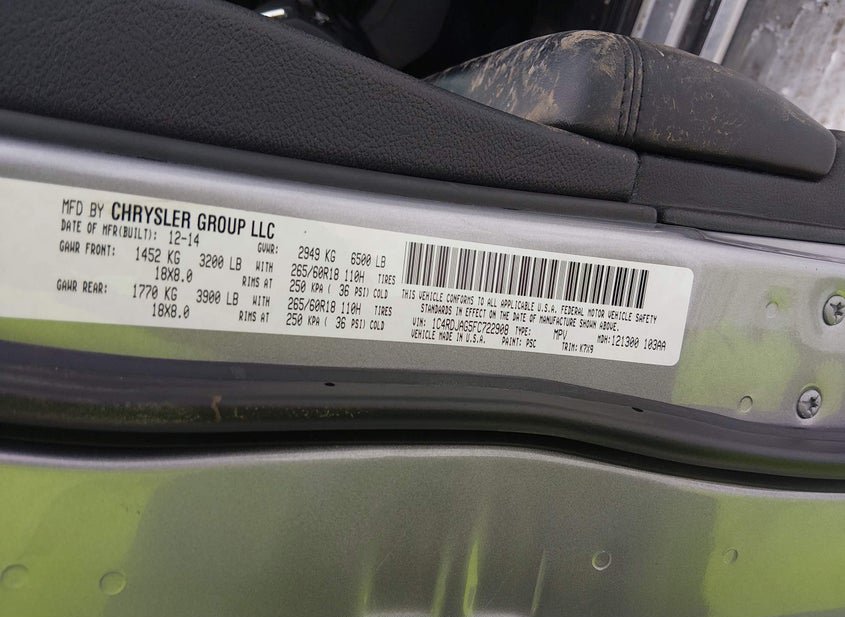 MFD BY CHRYSLER GROUP LLC
DATE OF MFR(BUILT): 12-14 GVWR: 2949 KG 6500 LB
GAWR FRONT: 1452 KG 3200 LB WITH 265/60R18 110H TIRES
18X8.0 RIMS AT 250 KPA ( 36 PSI) COLD
GAWR REAR: 1770 KG 3900 LB WITH 265/60R18 110H TIRES
18X8.0 RIMS AT 250 KPA ( 36 PSI) COLD
THIS VEHICLE CONFORMS TO ALL APPLICABLE U.S.A. FEDERAL MOTOR VEHICLE SAFETY
STANDARDS IN EFFECT ON THE DATE OF MANUFACTURE SHOWN ABOVE.
VIN: 1C4RDJAG5FC722908 TYPE: MPV MDH: 121300 103AA
VEHICLE MADE IN U.S.A. PAINT: PSC TRIM: K7X9